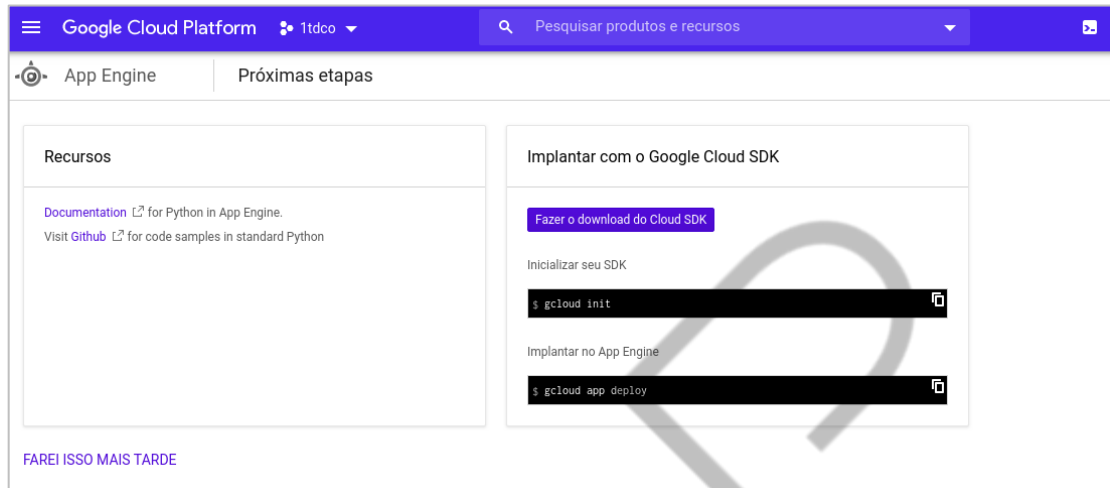 Google Cloud Platform 1tdco Pesquisar produtos e recursos
App Engine Próximas etapas
Recursos
Documentation for Python in App Engine.
Visit Github for code samples in standard Python
Implantar com o Google Cloud SDK
Fazer o download do Cloud SDK
Inicializar seu SDK
$ gcloud init
Implantar no App Engine
$ gcloud app deploy
FAREI ISSO MAIS TARDE